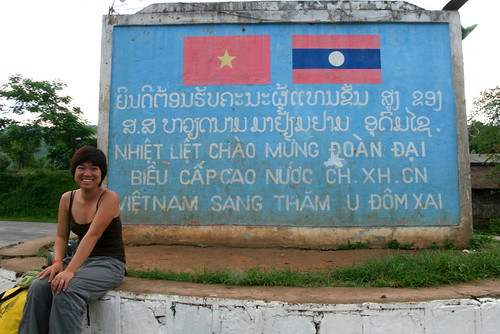 ຍິນດີຕ້ອນຮັບຄະນະຜູ້ແທນຂັ້ນ ສູງ ຂອງ
ສ.ສ ຫວຽດນາມ ມາຢ້ຽມຢາມ ອຸດົມໄຊ.
NHIỆT LIỆT CHÀO MỪNG ĐOÀN ĐẠI
BIỂU CẤP CAO NƯỚC CH.XH.CN
VIỆTNAM SANG THĂM U ĐÔM XAI